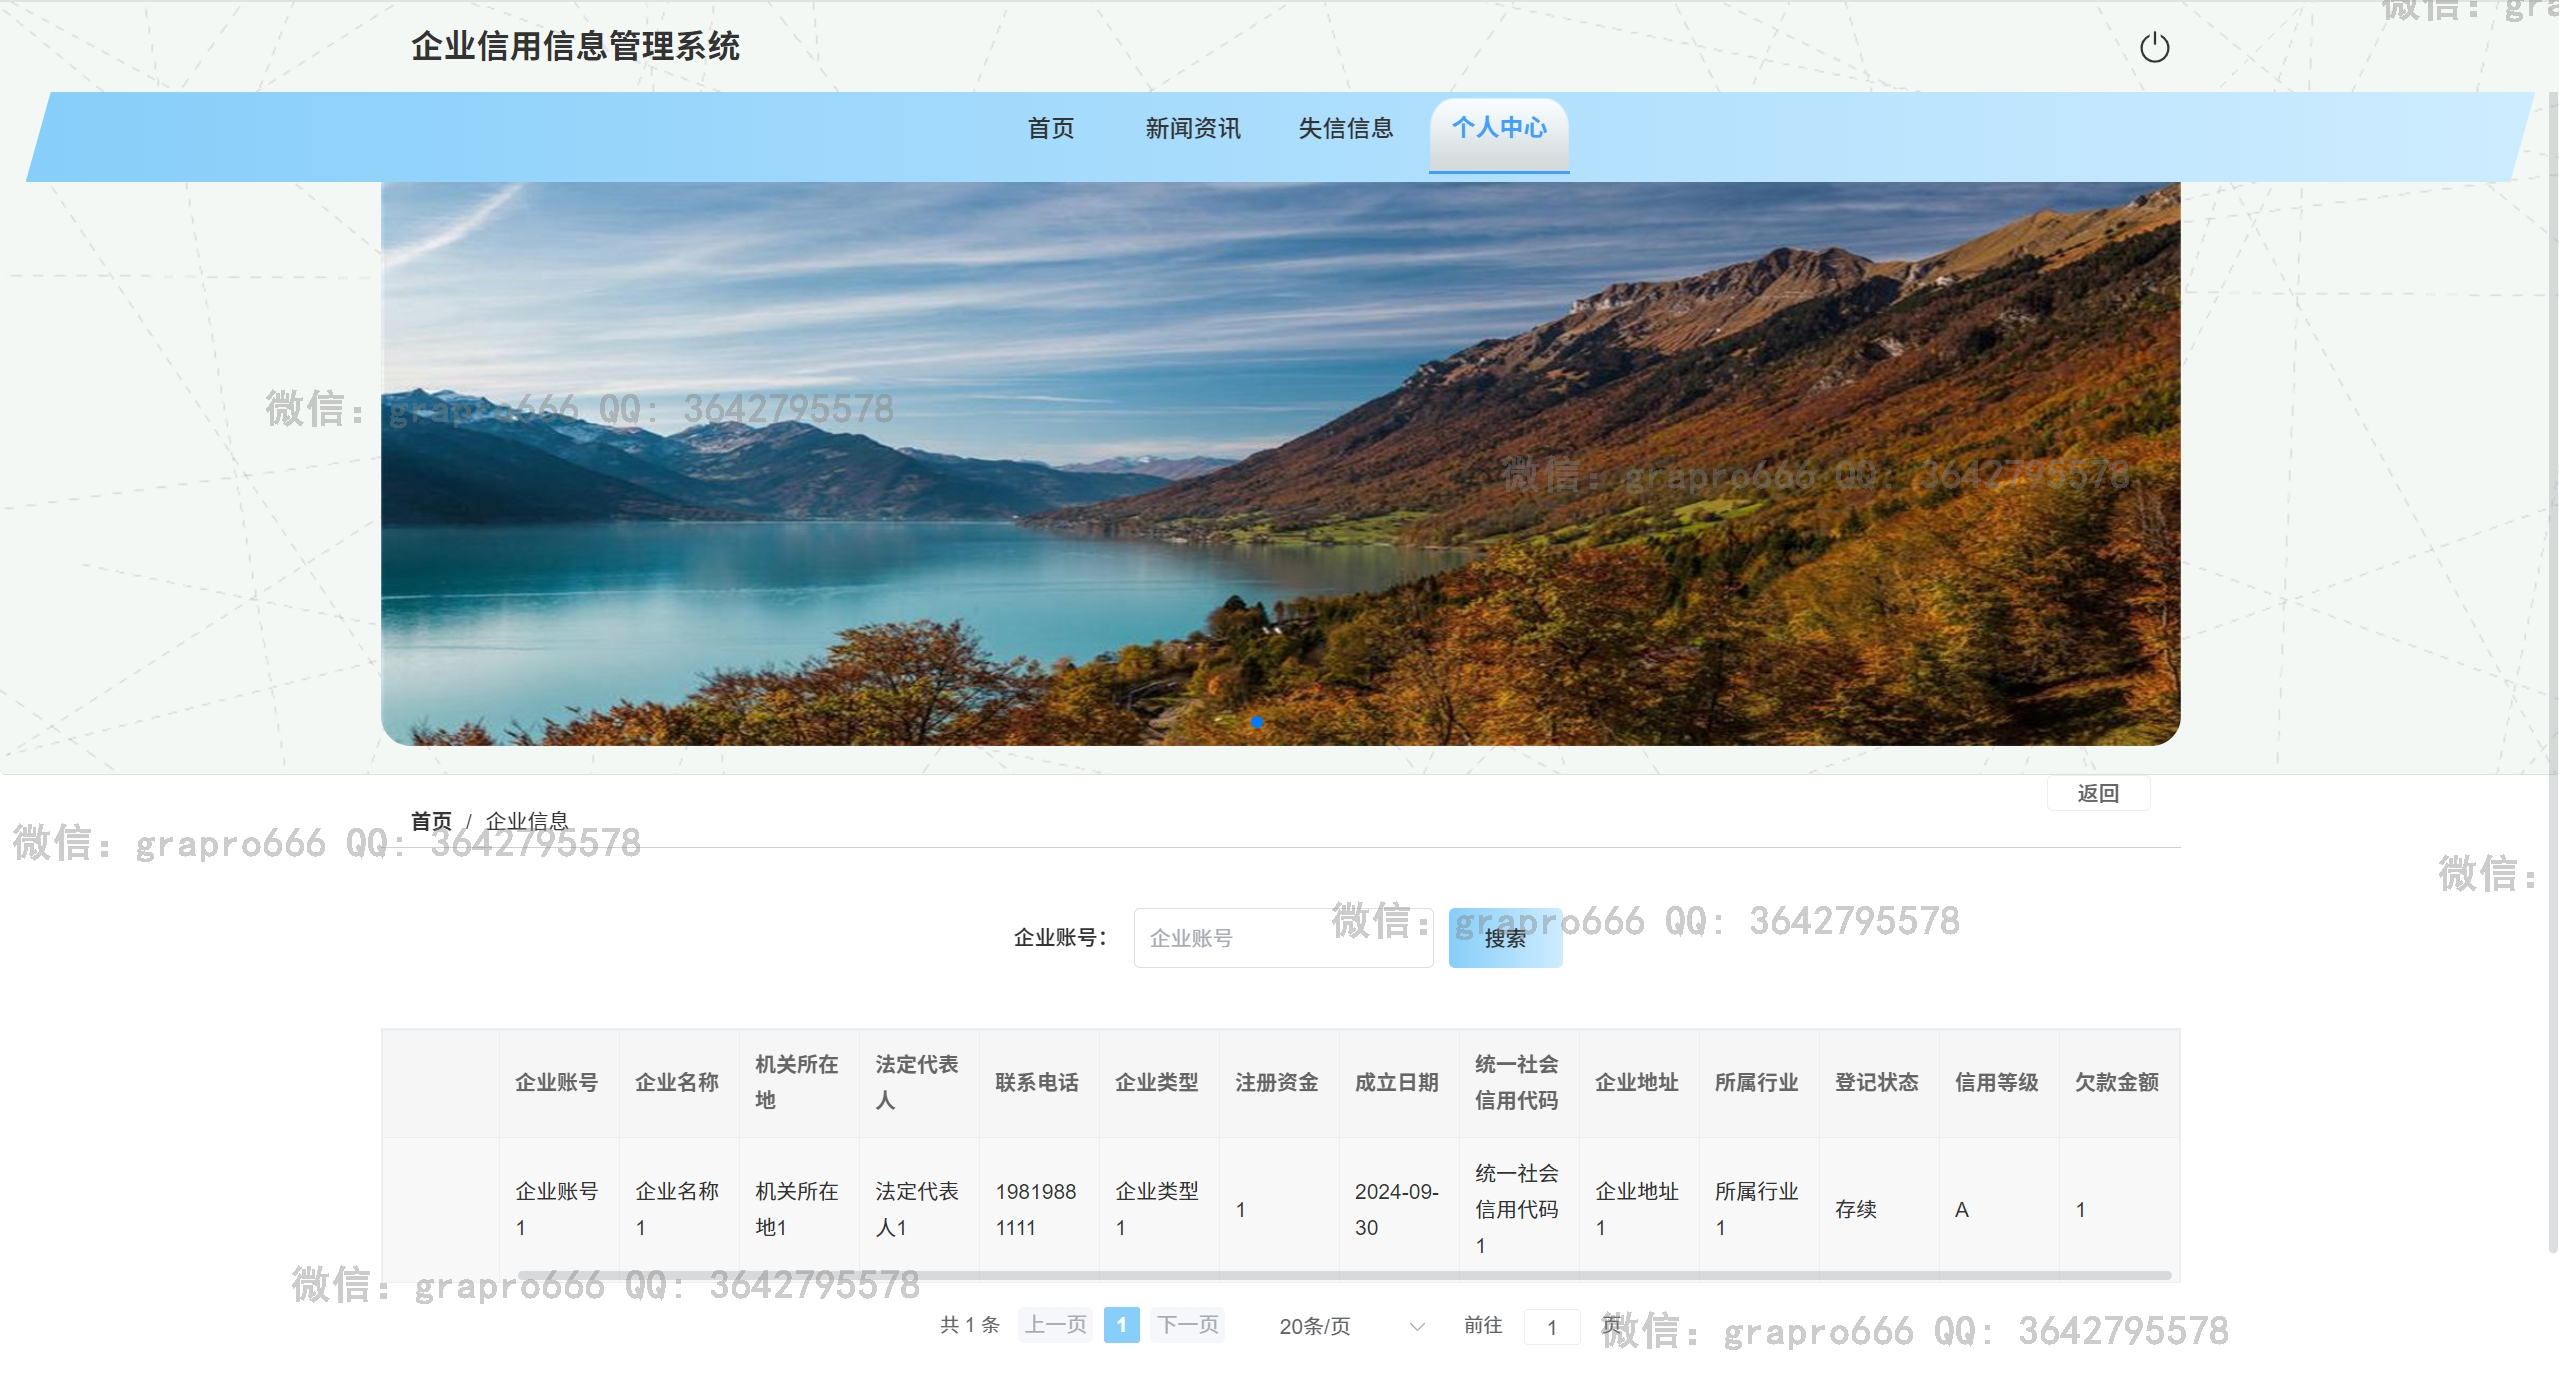 微信: gra
企业信用信息管理系统
首页 新闻资讯 失信信息 个人中心
微信: grapro666 QQ: 3642795578
微信: grapro666 QQ: 3642795578
返回
首页 / 企业信息
微信: grapro666 QQ: 3642795578
微信:
微信: grapro666 QQ: 3642795578
企业账号: 企业账号 搜索
企业账号 企业名称 机关所在地 法定代表人 联系电话 企业类型 注册资金 成立日期 统一社会信用代码 企业地址 所属行业 登记状态 信用等级 欠款金额
企业账号1 企业名称1 机关所在地1 法定代表人1 19819881111 企业类型1 1 2024-09-30 统一社会信用代码1 企业地址1 所属行业1 存续 A 1
微信: grapro666 QQ: 3642795578
共 1 条 上一页 1 下一页 20条/页 前往 1 页
微信: grapro666 QQ: 3642795578